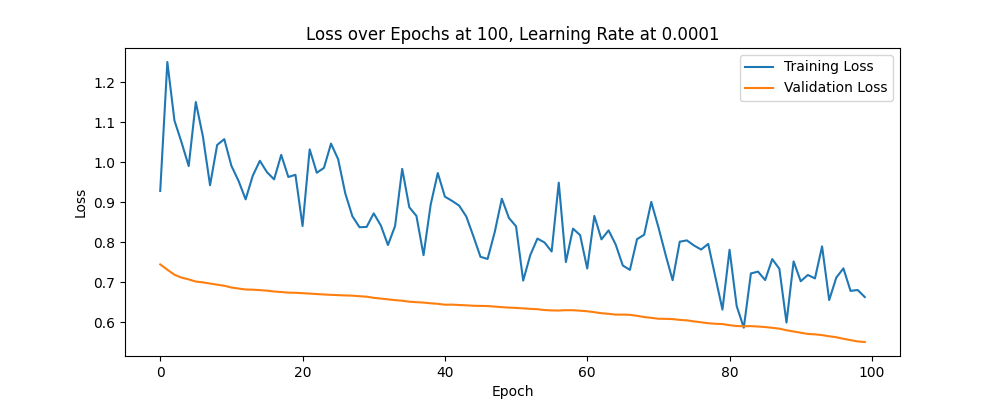 Loss over Epochs at 100, Learning Rate at 0.0001
Training Loss
Validation Loss
1.2
1.1
1.0
0.9
0.8
0.7
0.6
Loss
0
20
40
60
80
100
Epoch